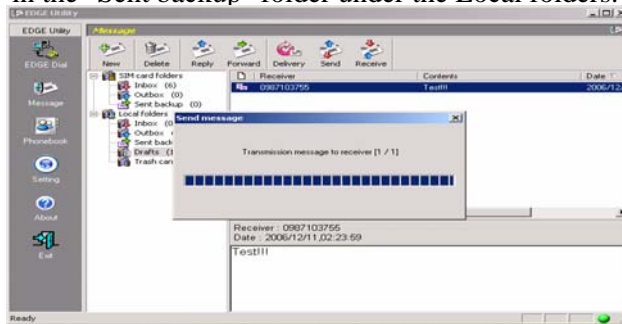 in the "Sent backup" folder under the Local folders.
EDGE Utility
EDGE Utility Message
New Delete Reply Forward Delivery Send Receive
EDGE Dial
Message
Phonebook
Setting
About
Exit
SIM card folders
Inbox (6)
Outbox (0)
Sent backup (0)
Local folders
Inbox (0
Outbox
Sent back
Drafts (1
Trash can
Receiver Contents Date
0987103755 Test!!! 2006/12/
Send message
Transmission message to receiver [1 / 1]
Receiver : 0987103755
Date : 2006/12/11,02:23:59
Test!!!
Ready